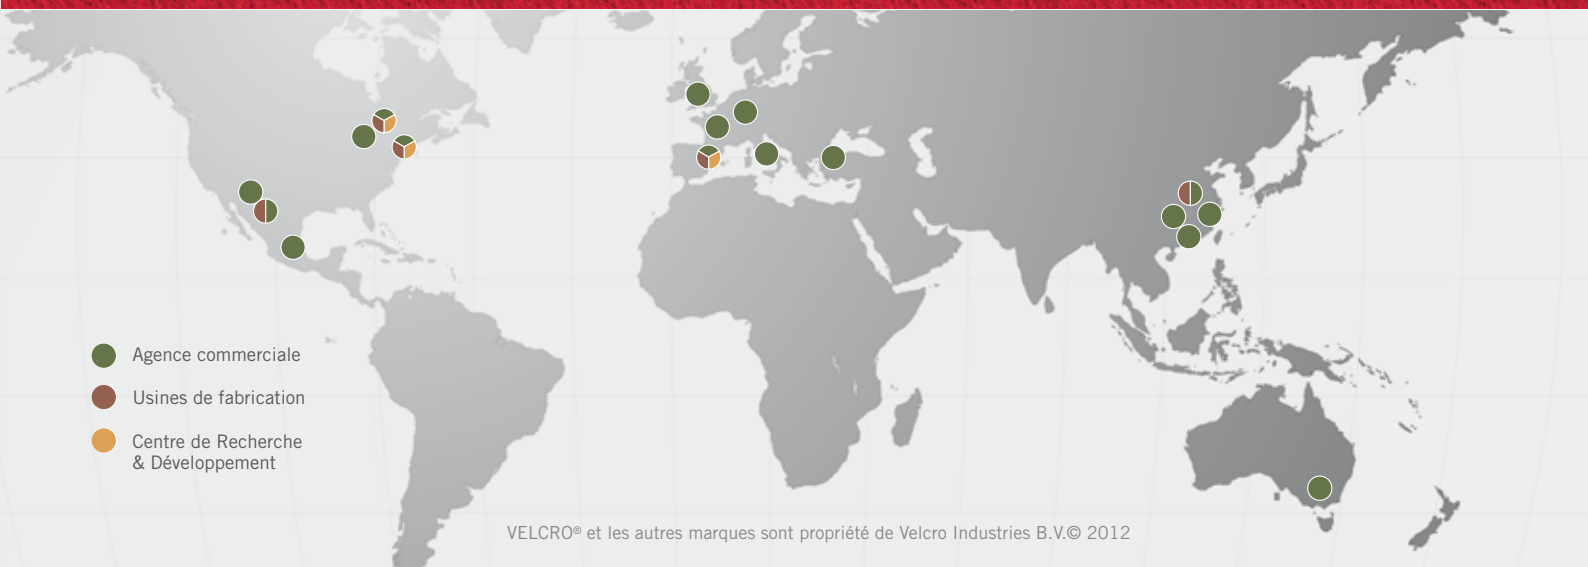 Agence commerciale
Usines de fabrication
Centre de Recherche
& Développement
VELCRO® et les autres marques sont propriété de Velcro Industries B.V.© 2012